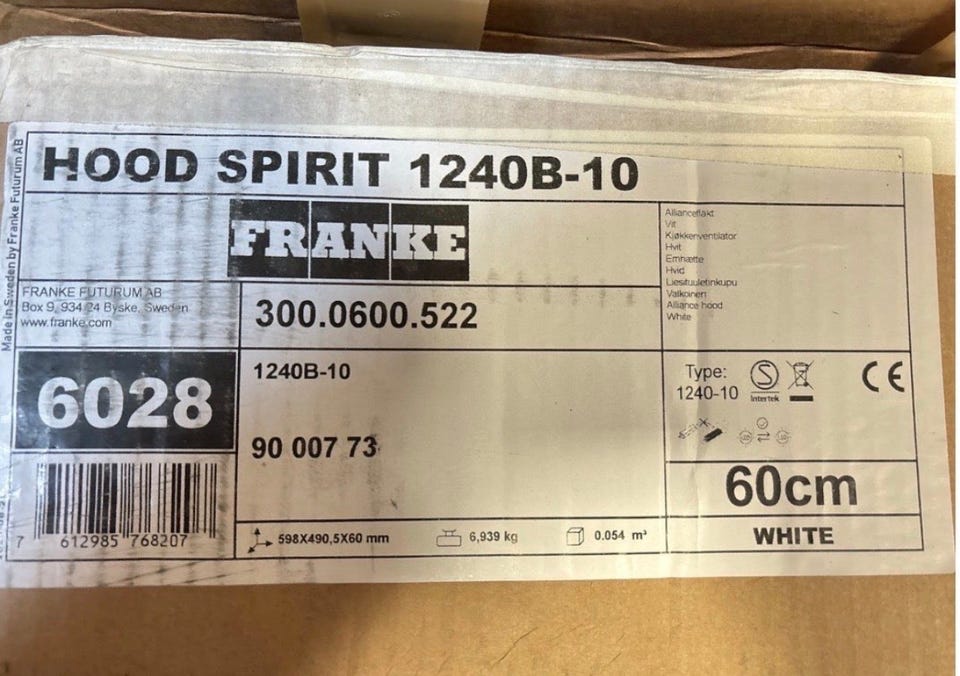 HOOD SPIRIT 1240B-10
Made in Sweden by Franke Futurum AB
FRANKE
Alliancefläkt
Vit
Kjøkkenventilator
Hvit
Emhætte
Hvid
Liesituuletinkupu
Valkoinen
Alliance hood
White
FRANKE FUTURUM AB
Box 9, 934 24 Byske, Sweden
www.franke.com
300.0600.522
6028
1240B-10
90 007 73
Type:
1240-10
S
Intertek
CE
LED
LED
60cm
WHITE
7 612985 768207
598X490,5X60 mm
6,939 kg
0.054 m³